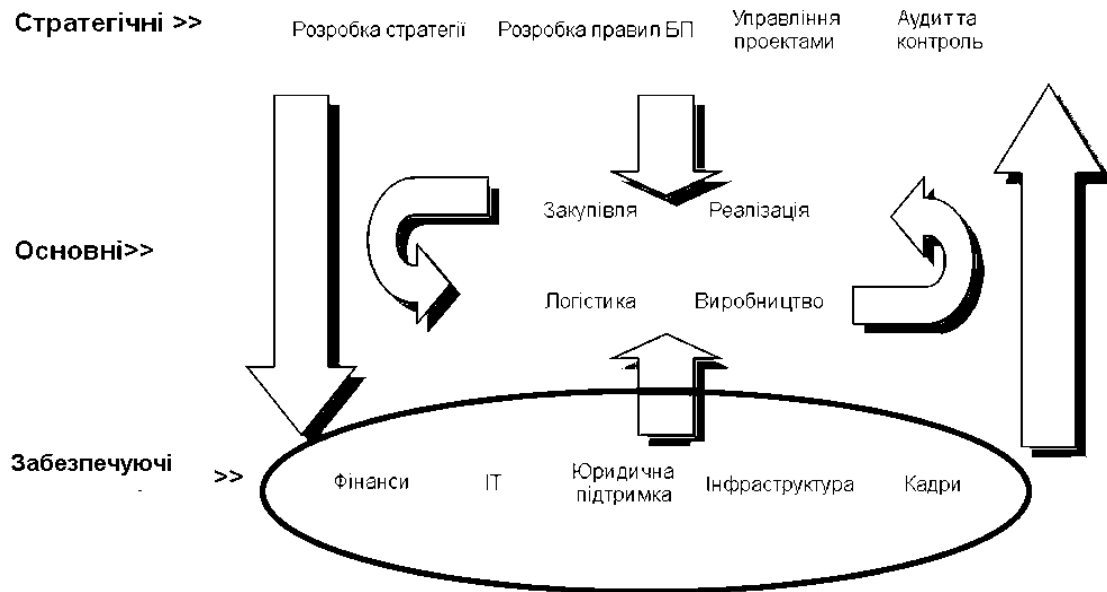 Стратегічні >>
Розробка стратегії
Розробка правил БП
Управління
проектами
Аудит та
контроль
Закупівля
Реалізація
Основні>>
Логістика
Виробництво
Забезпечуючі >>
Фінанси
ІТ
Юридична
підтримка
Інфраструктура
Кадри